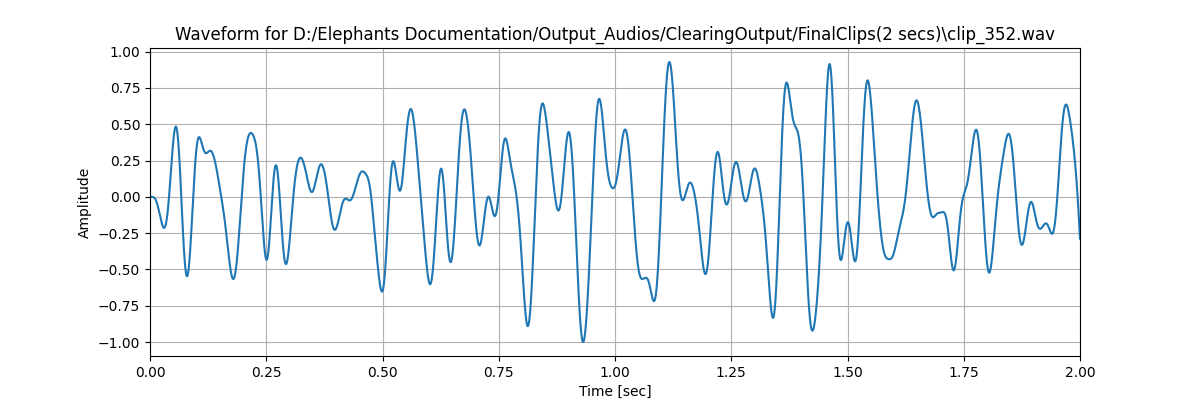 Waveform for D:/Elephants Documentation/Output_Audios/ClearingOutput/FinalClips(2 secs)\clip_352.wav
1.00
0.75
0.50
0.25
0.00
−0.25
−0.50
−0.75
−1.00
Amplitude
0.00 0.25 0.50 0.75 1.00 1.25 1.50 1.75 2.00
Time [sec]